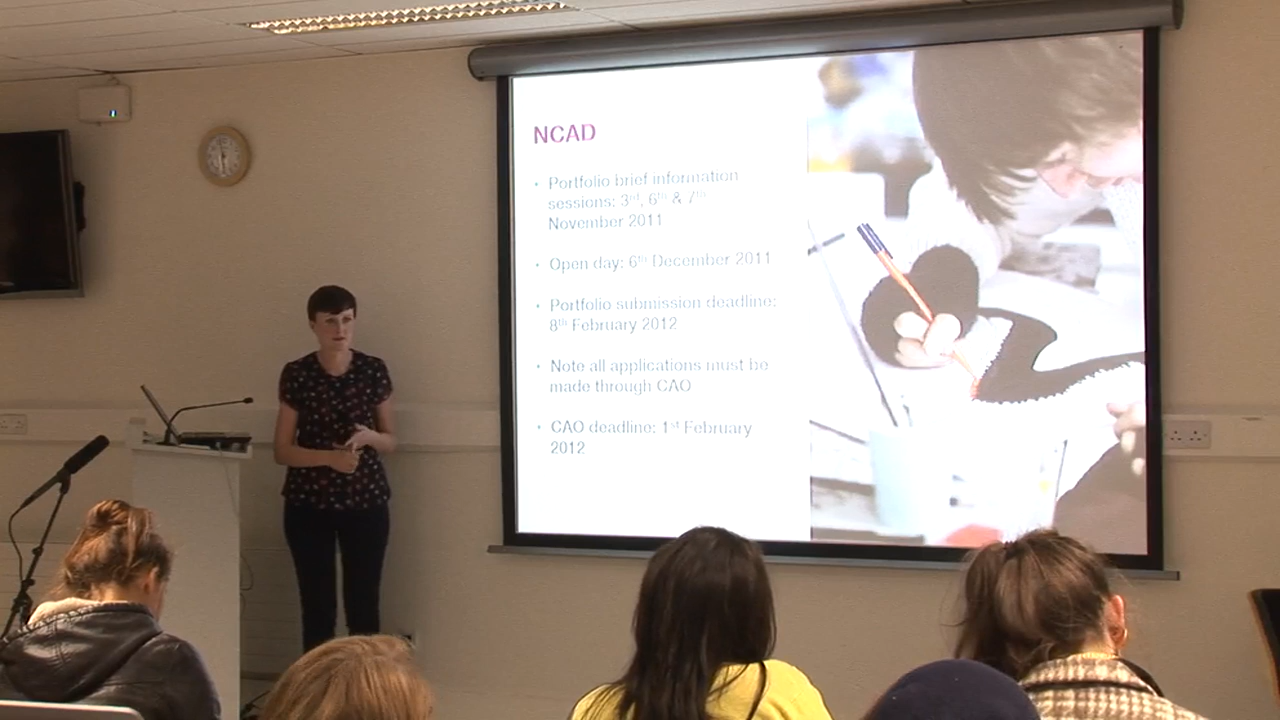 NCAD
• Portfolio brief information
sessions: 3rd, 6th & 7th
November 2011
• Open day: 6th December 2011
• Portfolio submission deadline:
8th February 2012
• Note all applications must be
made through CAO
• CAO deadline: 1st February
2012